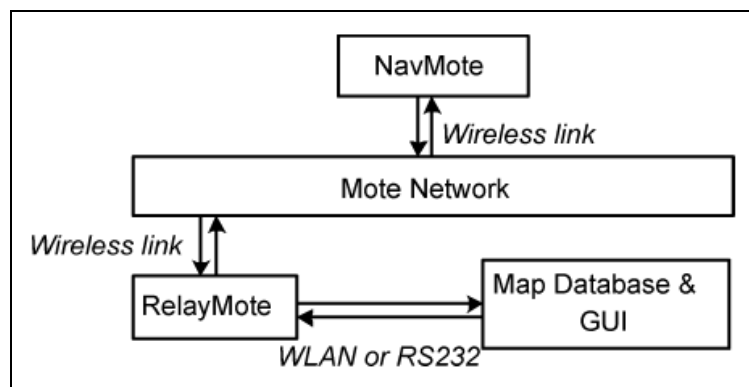 NavMote
Wireless link
Mote Network
Wireless link
RelayMote
Map Database &
GUI
WLAN or RS232